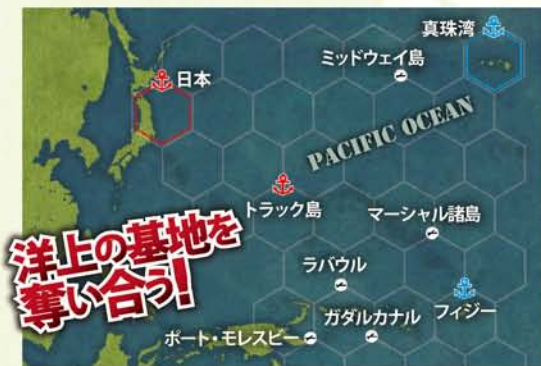 真珠湾
ミッドウェイ島
日本
PACIFIC OCEAN
トラック島
マーシャル諸島
洋上の基地を
奪い合う!
ラバウル
ガダルカナル
フィジー
ポート・モレスビー